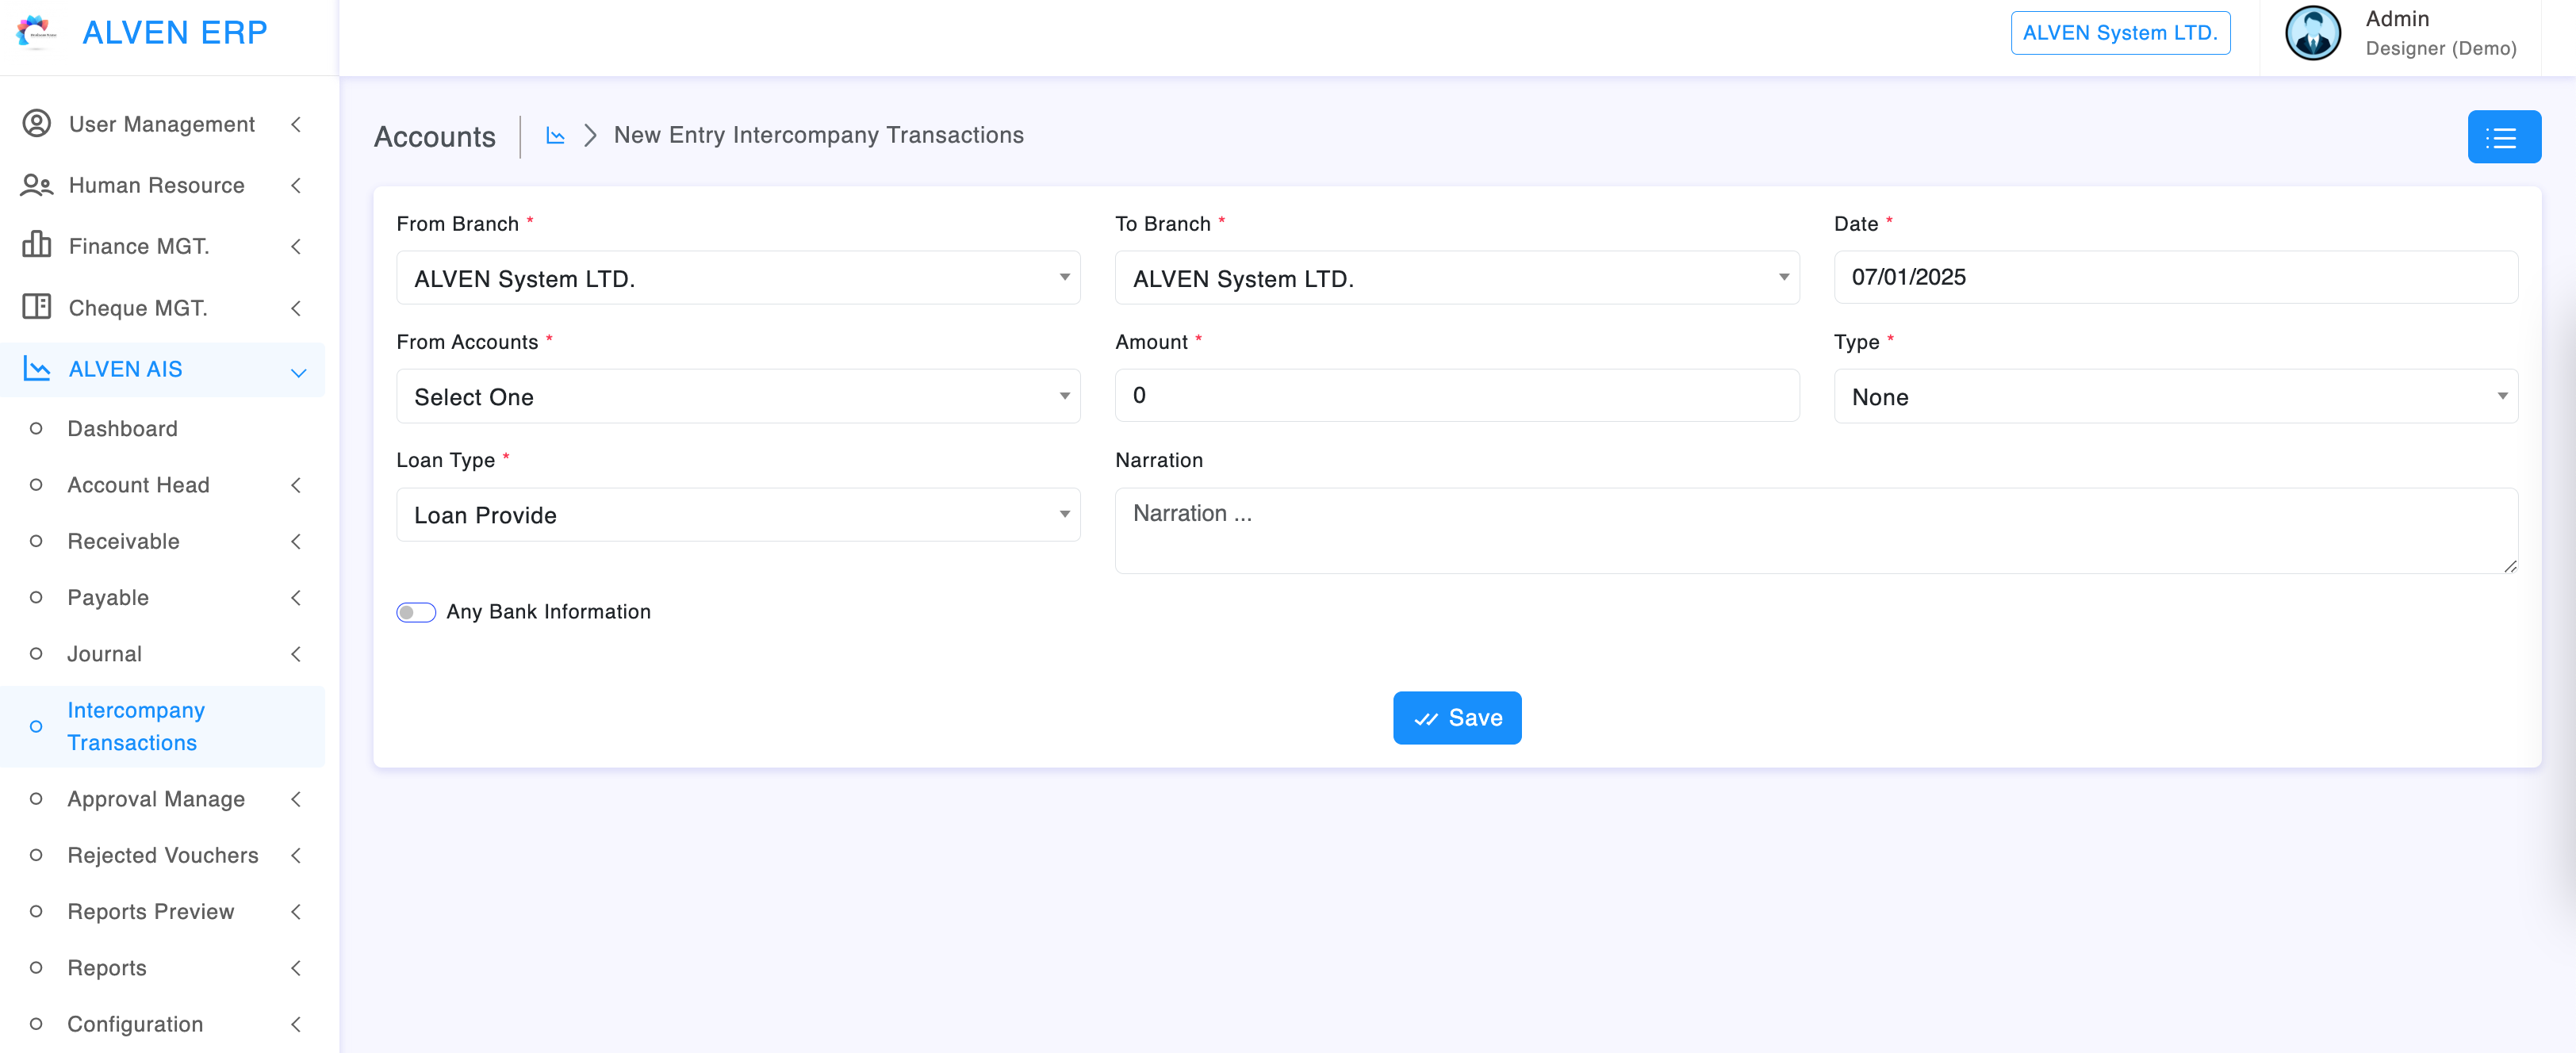 ALVEN ERP
ALVEN System LTD.
Admin
Designer (Demo)
User Management
Human Resource
Finance MGT.
Cheque MGT.
ALVEN AIS
Dashboard
Account Head
Receivable
Payable
Journal
Intercompany
Transactions
Approval Manage
Rejected Vouchers
Reports Preview
Reports
Configuration
Accounts
New Entry Intercompany Transactions
From Branch *
ALVEN System LTD.
To Branch *
ALVEN System LTD.
Date *
07/01/2025
From Accounts *
Select One
Amount *
0
Type *
None
Loan Type *
Loan Provide
Narration
Narration ...
Any Bank Information
Save